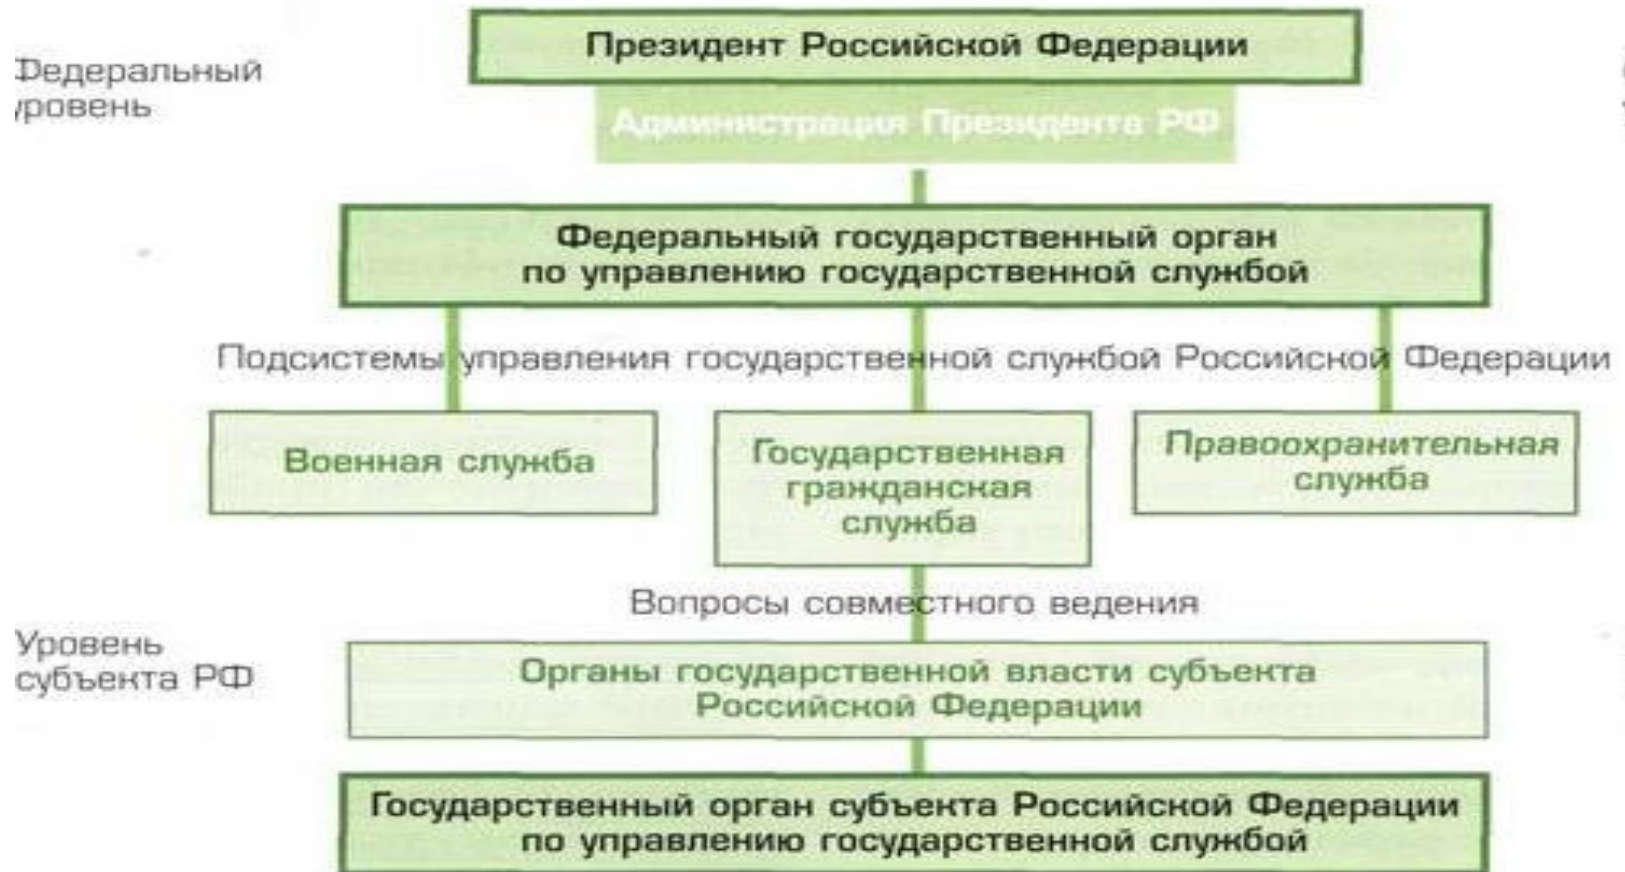 Президент Российской Федерации
Федеральный
уровень
Администрация Президента РФ
Федеральный государственный орган
по управлению государственной службой
Подсистемы управления государственной службой Российской Федерации
Военная служба
Государственная
гражданская
служба
Правоохранительная
служба
Вопросы совместного ведения
Уровень
субъекта РФ
Органы государственной власти субъекта
Российской Федерации
Государственный орган субъекта Российской Федерации
по управлению государственной службой